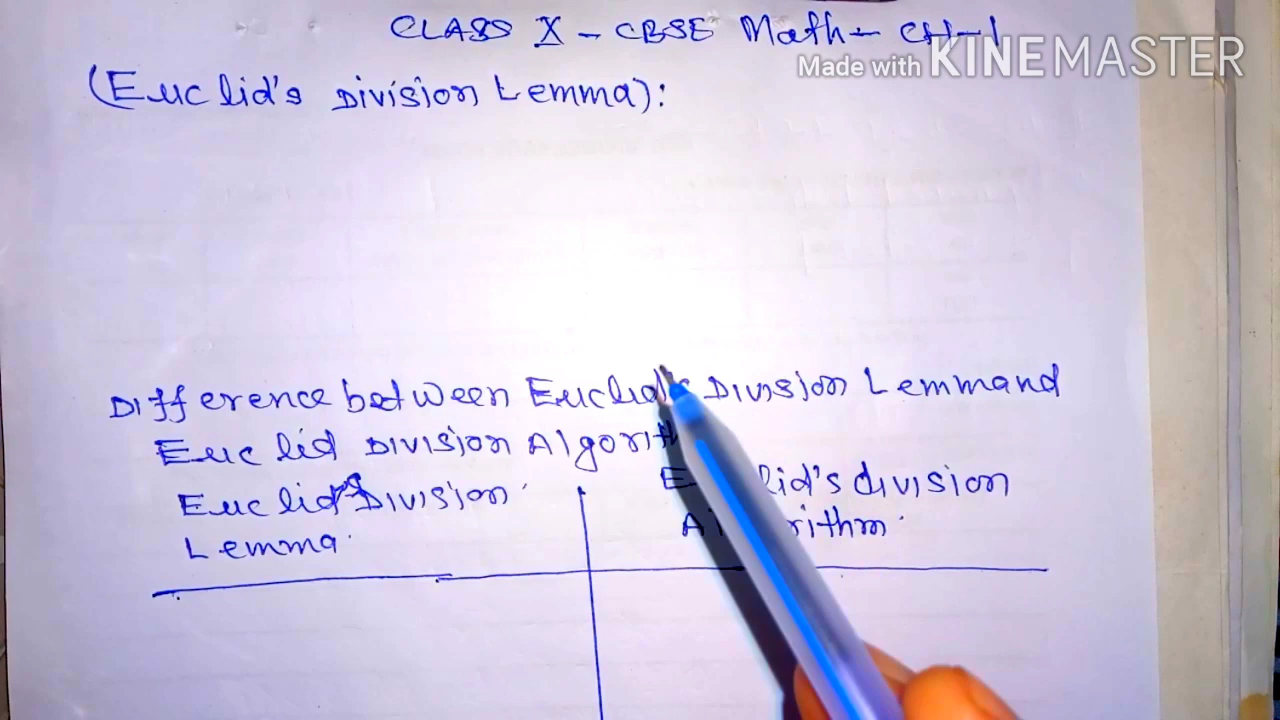 CLASS X - CBSE Math - CH-1
Made with KINEMASTER
(Euclid's Division Lemma):
Difference between Euclid's Division Lemmand
Euclid Division Algorith
Euclid's Division
Lemma.
Euclid's division
Algorithm.